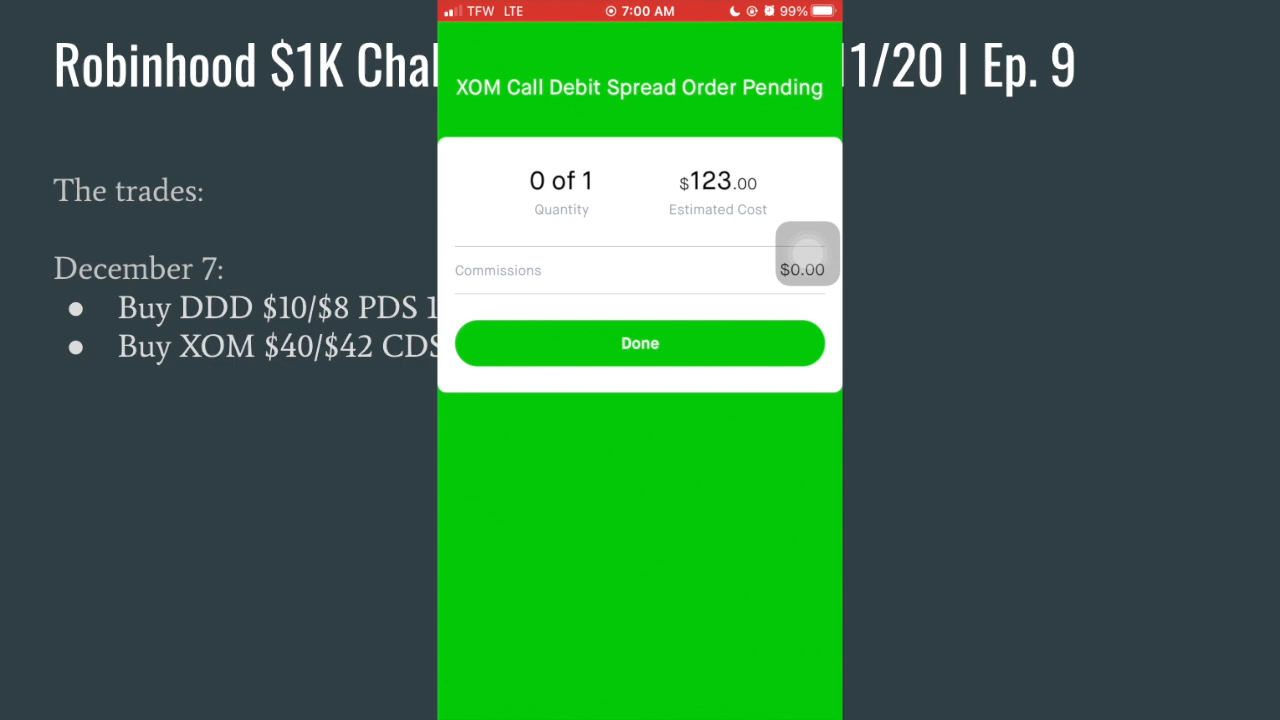 TFW LTE 7:00 AM 99%
Robinhood $1K Chal 11/20 | Ep. 9
XOM Call Debit Spread Order Pending
0 of 1 $123.00
Quantity Estimated Cost
The trades:
Commissions $0.00
December 7:
Buy DDD $10/$8 PDS 1
Buy XOM $40/$42 CDS
Done